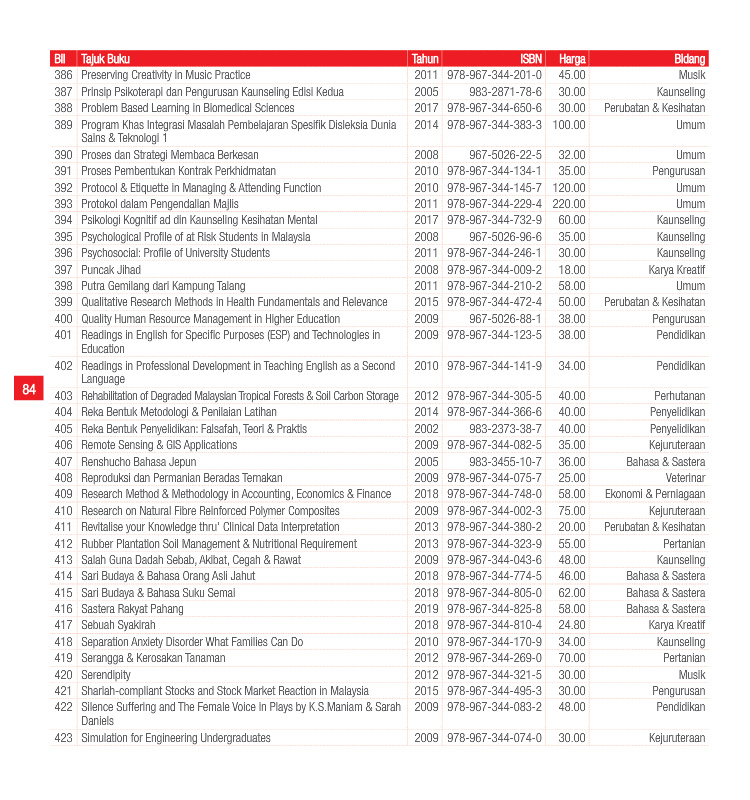 Bil Tajuk Buku Tahun ISBN Harga Bidang
386 Preserving Creativity in Music Practice 2011 978-967-344-201-0 45.00 Musik
387 Prinsip Psikoterapi dan Pengurusan Kaunseling Edisi Kedua 2005 983-2871-78-6 30.00 Kaunseling
388 Problem Based Learning in Biomedical Sciences 2017 978-967-344-650-6 30.00 Perubatan & Kesihatan
389 Program Khas Integrasi Masalah Pembelajaran Spesifik Disleksia Dunia 2014 978-967-344-383-3 100.00 Umum
Sains & Teknologi 1
390 Proses dan Strategi Membaca Berkesan 2008 967-5026-22-5 32.00 Umum
391 Proses Pembentukan Kontrak Perkhidmatan 2010 978-967-344-134-1 35.00 Pengurusan
392 Protocol & Etiquette in Managing & Attending Function 2010 978-967-344-145-7 120.00 Umum
393 Protokol dalam Pengendalian Majlis 2011 978-967-344-229-4 220.00 Umum
394 Psikologi Kognitif ad din Kaunseling Kesihatan Mental 2017 978-967-344-732-9 60.00 Kaunseling
395 Psychological Profile of at Risk Students in Malaysia 2008 967-5026-96-6 35.00 Kaunseling
396 Psychosocial: Profile of University Students 2011 978-967-344-246-1 30.00 Kaunseling
397 Puncak Jihad 2008 978-967-344-009-2 18.00 Karya Kreatif
398 Putra Gemilang dari Kampung Talang 2011 978-967-344-210-2 58.00 Umum
399 Qualitative Research Methods in Health Fundamentals and Relevance 2015 978-967-344-472-4 50.00 Perubatan & Kesihatan
400 Quality Human Resource Management in Higher Education 2009 967-5026-88-1 38.00 Pengurusan
401 Readings in English for Specific Purposes (ESP) and Technologies in 2009 978-967-344-123-5 38.00 Pendidikan
Education
402 Readings in Professional Development in Teaching English as a Second 2010 978-967-344-141-9 34.00 Pendidikan
Language
84
403 Rehabilitation of Degraded Malaysian Tropical Forests & Soil Carbon Storage 2012 978-967-344-305-5 40.00 Perhutanan
404 Reka Bentuk Metodologi & Penilaian Latihan 2014 978-967-344-366-6 40.00 Penyelidikan
405 Reka Bentuk Penyelidikan: Falsafah, Teori & Praktis 2002 983-2373-38-7 40.00 Penyelidikan
406 Remote Sensing & GIS Applications 2009 978-967-344-082-5 35.00 Kejuruteraan
407 Renshucho Bahasa Jepun 2005 983-3455-10-7 36.00 Bahasa & Sastera
408 Reproduksi dan Permanian Beradas Ternakan 2009 978-967-344-075-7 25.00 Veterinar
409 Research Method & Methodology in Accounting, Economics & Finance 2018 978-967-344-748-0 58.00 Ekonomi & Perniagaan
410 Research on Natural Fibre Reinforced Polymer Composites 2009 978-967-344-002-3 75.00 Kejuruteraan
411 Revitalise your Knowledge thru' Clinical Data Interpretation 2013 978-967-344-380-2 20.00 Perubatan & Kesihatan
412 Rubber Plantation Soil Management & Nutritional Requirement 2013 978-967-344-323-9 55.00 Pertanian
413 Salah Guna Dadah Sebab, Akibat, Cegah & Rawat 2009 978-967-344-043-6 48.00 Kaunseling
414 Sari Budaya & Bahasa Orang Asli Jahut 2018 978-967-344-774-5 46.00 Bahasa & Sastera
415 Sari Budaya & Bahasa Suku Semai 2018 978-967-344-805-0 62.00 Bahasa & Sastera
416 Sastera Rakyat Pahang 2019 978-967-344-825-8 58.00 Bahasa & Sastera
417 Sebuah Syakirah 2018 978-967-344-810-4 24.80 Karya Kreatif
418 Separation Anxiety Disorder What Families Can Do 2010 978-967-344-170-9 34.00 Kaunseling
419 Serangga & Kerosakan Tanaman 2012 978-967-344-269-0 70.00 Pertanian
420 Serendipity 2012 978-967-344-321-5 30.00 Musik
421 Shariah-compliant Stocks and Stock Market Reaction in Malaysia 2015 978-967-344-495-3 30.00 Pengurusan
422 Silence Suffering and The Female Voice in Plays by K.S.Maniam & Sarah 2009 978-967-344-083-2 48.00 Pendidikan
Daniels
423 Simulation for Engineering Undergraduates 2009 978-967-344-074-0 30.00 Kejuruteraan